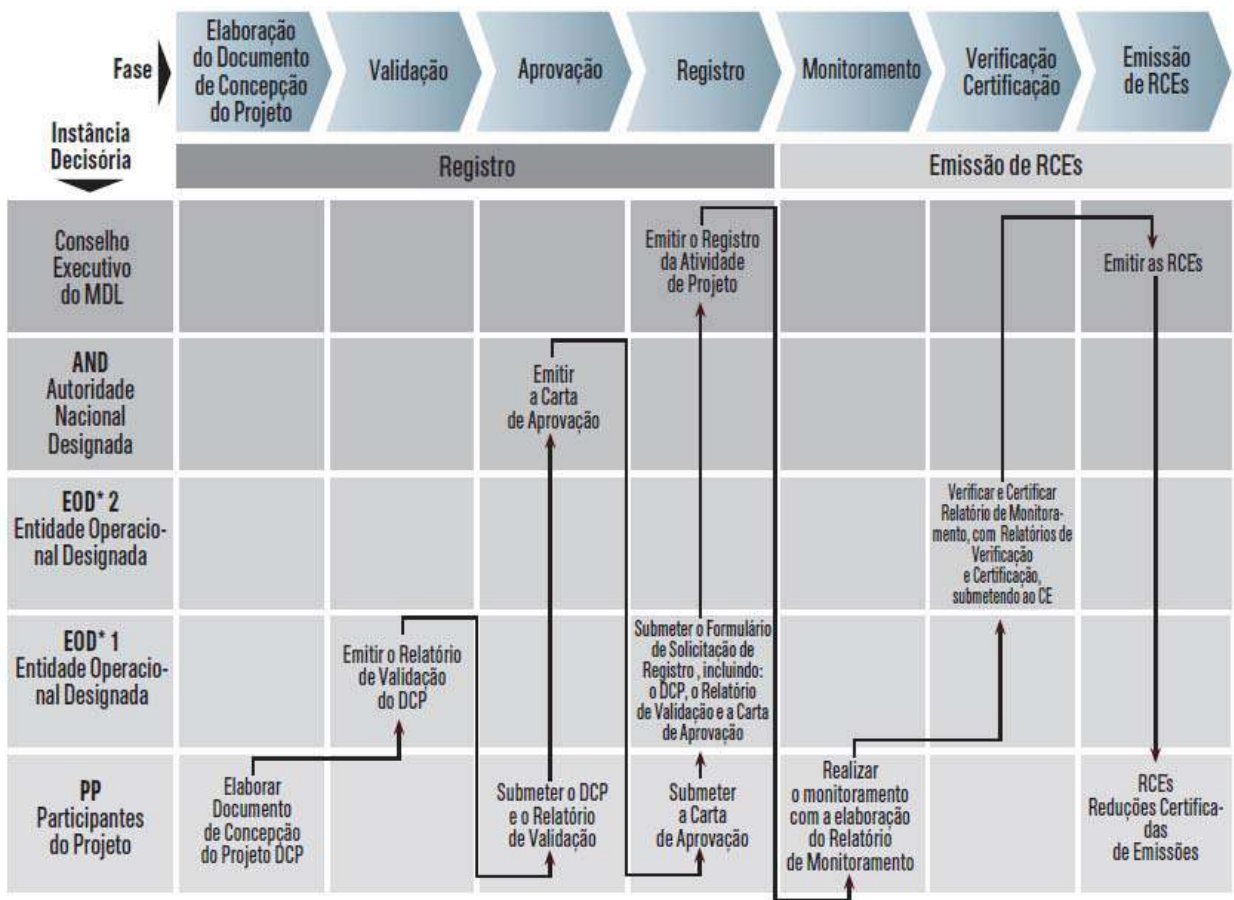 Fase
Elaboração
do Documento
de Concepção
do Projeto
Validação
Aprovação
Registro
Monitoramento
Verificação
Certificação
Emissão
de RCEs
Instância
Decisória
Registro
Emissão de RCEs
Conselho
Executivo
do MDL
Emitir o Registro
da Atividade
de Projeto
Emitir as RCEs
AND
Autoridade
Nacional
Designada
Emitir
a Carta
de Aprovação
EOD* 2
Entidade Operacio-
nal Designada
Verificar e Certificar
Relatório de Monitora-
mento, com Relatórios de
Verificação
e Certificação,
submetendo ao CE
EOD* 1
Entidade Operacio-
nal Designada
Emitir o Relatório
de Validação
do DCP
Submeter o Formulário
de Solicitação de
Registro , incluindo:
o DCP, o Relatório
de Validação e a Carta
de Aprovação
PP
Participantes
do Projeto
Elaborar
Documento
de Concepção
do Projeto DCP
Submeter o DCP
e o Relatório
de Validação
Submeter
a Carta
de Aprovação
Realizar
o monitoramento
com a elaboração
do Relatório
de Monitoramento
RCEs
Reduções Certifica-
das
de Emissões